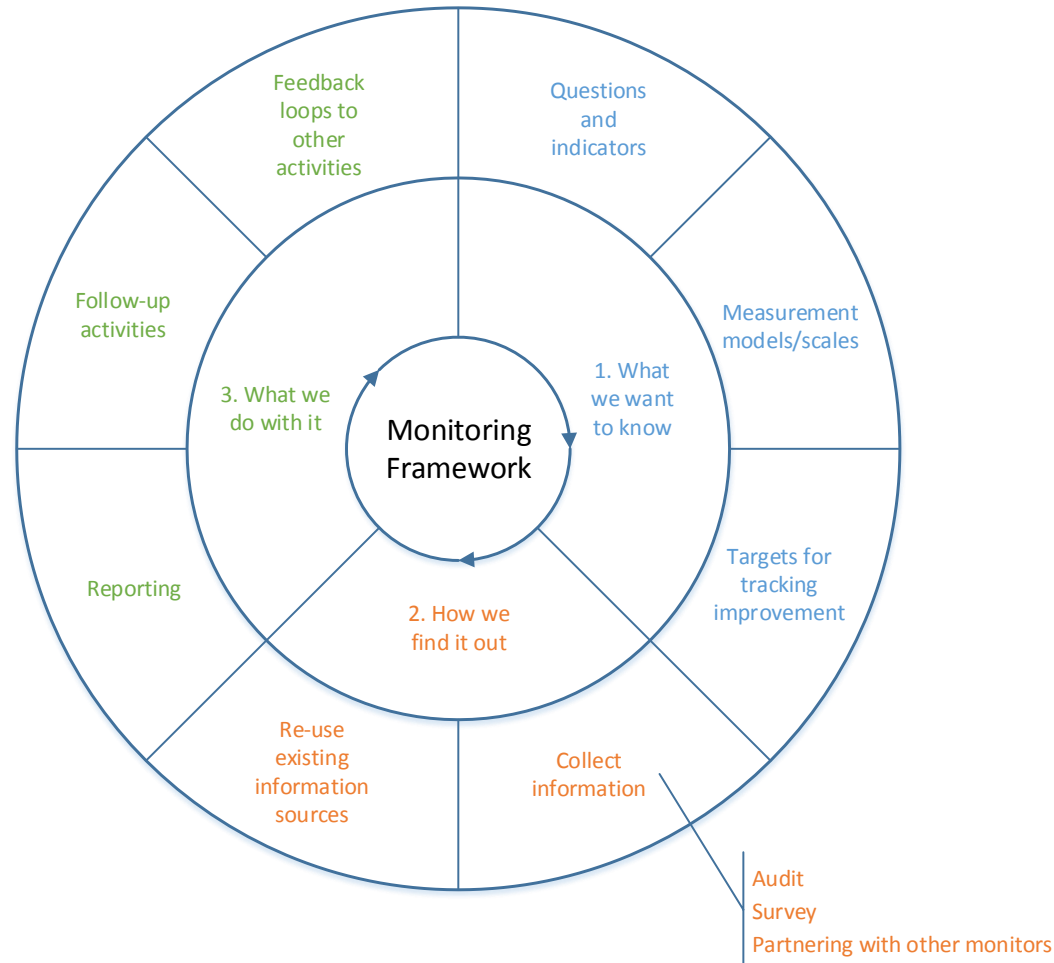 Feedback
loops to
other
activities
Questions
and
indicators
Follow-up
activities
Measurement
models/scales
3. What we
do with it
1. What
we want
to know
Monitoring
Framework
Reporting
Targets for
tracking
improvement
2. How we
find it out
Re-use
existing
information
sources
Collect
information
Audit
Survey
Partnering with other monitors